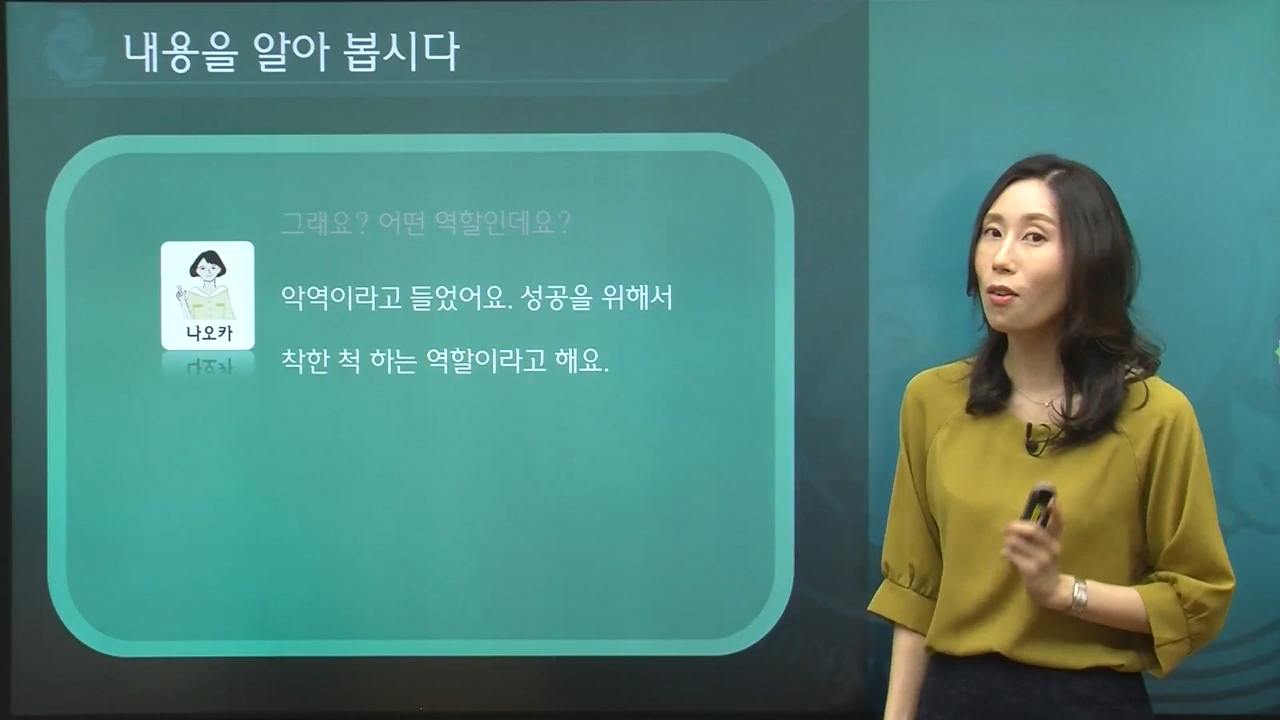 내용을 알아 봅시다
그래요? 어떤 역할인데요?
나오카
악역이라고 들었어요. 성공을 위해서
착한 척 하는 역할이라고 해요.